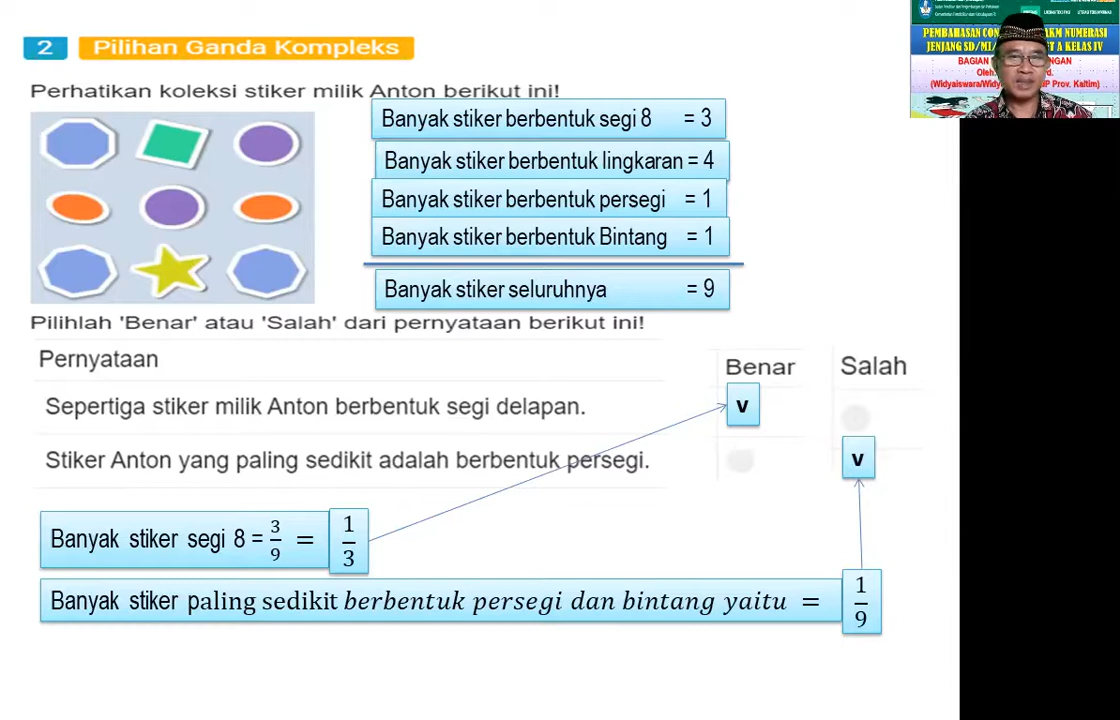 2 Pilihan Ganda Kompleks
Perhatikan koleksi stiker milik Anton berikut ini!
Banyak stiker berbentuk segi 8 = 3
Banyak stiker berbentuk lingkaran = 4
Banyak stiker berbentuk persegi = 1
Banyak stiker berbentuk Bintang = 1
Banyak stiker seluruhnya = 9
Pilihlah 'Benar' atau 'Salah' dari pernyataan berikut ini!
Pernyataan Benar Salah
Sepertiga stiker milik Anton berbentuk segi delapan. v
Stiker Anton yang paling sedikit adalah berbentuk persegi. v
Banyak stiker segi 8 = 3/9 = 1/3
Banyak stiker paling sedikit berbentuk persegi dan bintang yaitu = 1/9
PEMBAHASAN AKM NUMERASI
JENJANG SD/MI A KELAS IV
BAGIAN
Oleh
(Widyaiswara/ Prov. Kaltim)